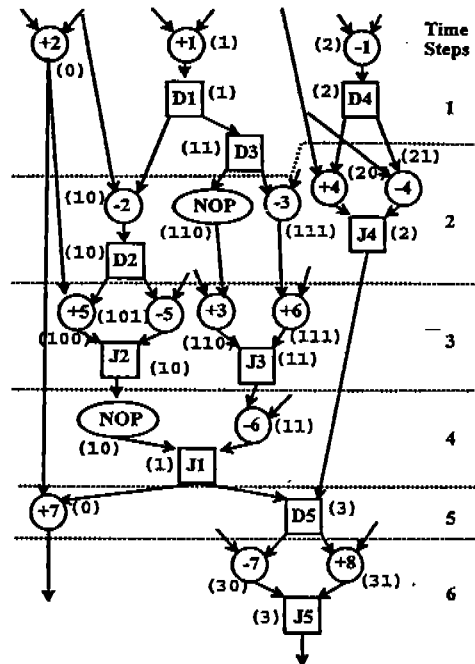 Time
Steps
+2 (0) +1 (1) (2) -1
D1 (1) (2) D4 1
(11) D3 (21)
(10) -2 NOP -3 +4 (20) -4
(110) (111) J4 (2) 2
(10) D2
+5 (101) -5 +3 +6
(100) (110) (111) 3
J2 (10) J3 (11)
NOP -6 (11)
(10) 4
(1) J1
+7 (0) D5 (3) 5
-7 +8
(30) (31) 6
(3) J5